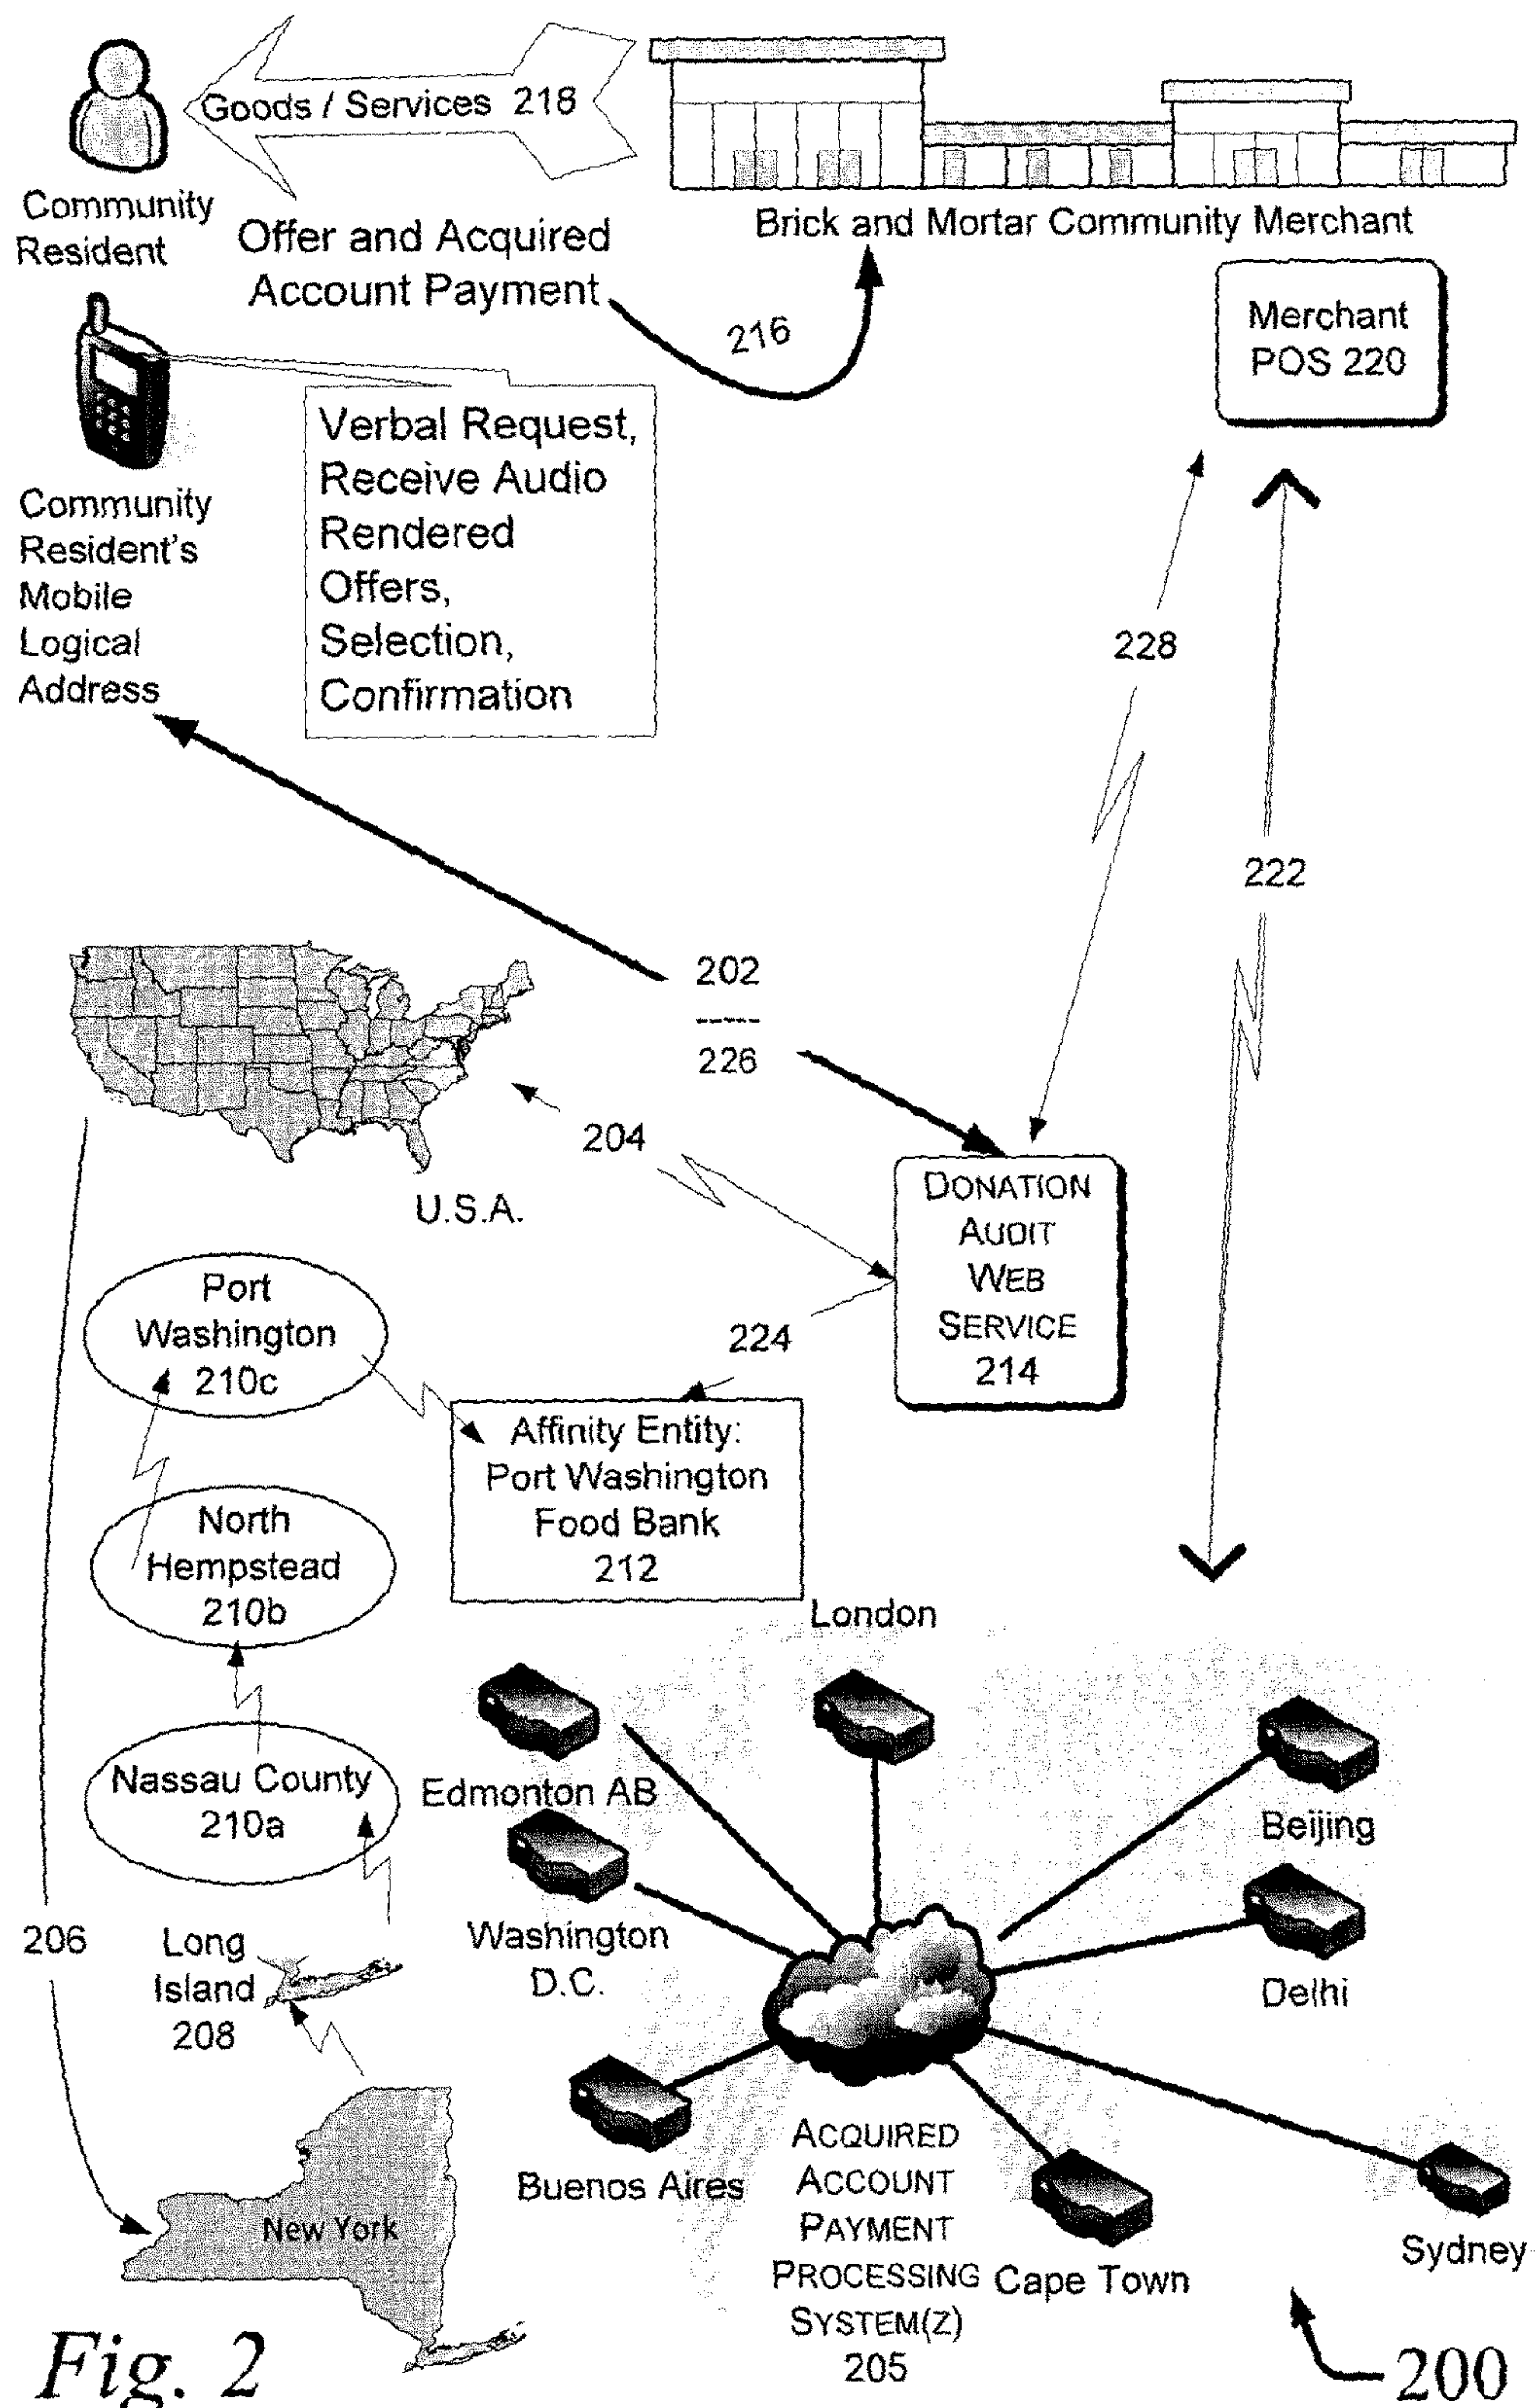 Goods / Services 218
Community
Resident
Offer and Acquired
Account Payment
Brick and Mortar Community Merchant
216
Merchant
POS 220
Verbal Request,
Receive Audio
Rendered
Offers,
Selection,
Confirmation
Community
Resident's
Mobile
Logical
Address
228
222
202
----
226
204
U.S.A.
DONATION
AUDIT
WEB
SERVICE
214
Port
Washington
210c
224
Affinity Entity:
Port Washington
Food Bank
212
North
Hempstead
210b
London
Nassau County
210a
Edmonton AB
Beijing
206
Long
Island
208
Washington
D.C.
Delhi
Buenos Aires
ACQUIRED
ACCOUNT
PAYMENT
PROCESSING
SYSTEM(Z)
205
New York
Cape Town
Sydney
Fig. 2
200